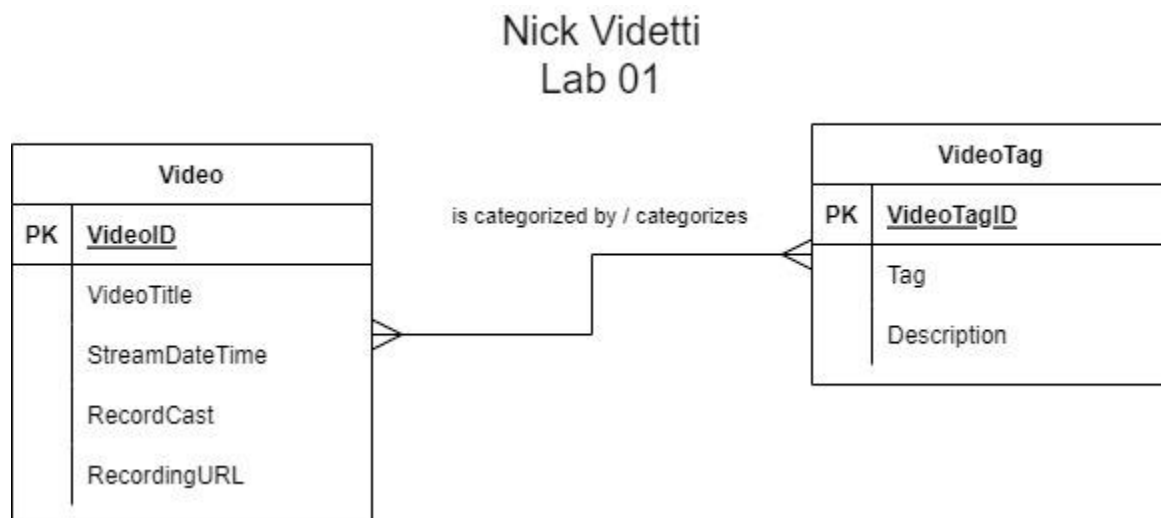 Nick Videtti
Lab 01
Video
PK VideoID
VideoTitle
StreamDateTime
RecordCast
RecordingURL
is categorized by / categorizes
VideoTag
PK VideoTagID
Tag
Description